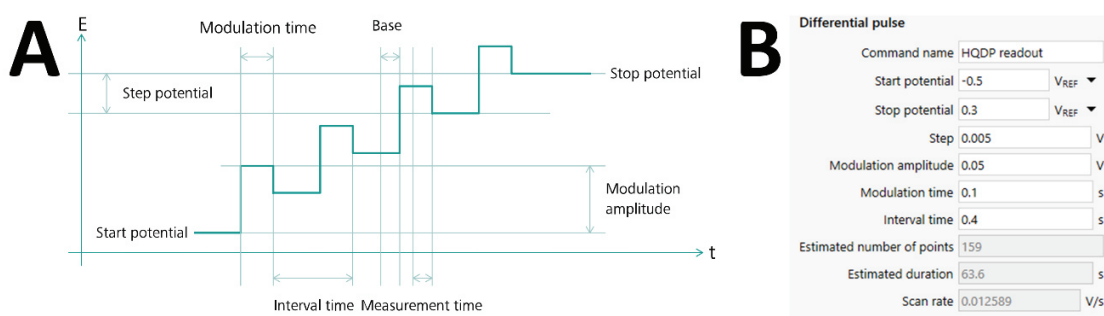 A
E
Modulation time
Base
Stop potential
Step potential
Modulation
amplitude
Start potential
t
Interval time
Measurement time
B
Differential pulse
Command name HQDP readout
Start potential -0.5 VREF
Stop potential 0.3 VREF
Step 0.005 V
Modulation amplitude 0.05 V
Modulation time 0.1 s
Interval time 0.4 s
Estimated number of points 159
Estimated duration 63.6 s
Scan rate 0.012589 V/s